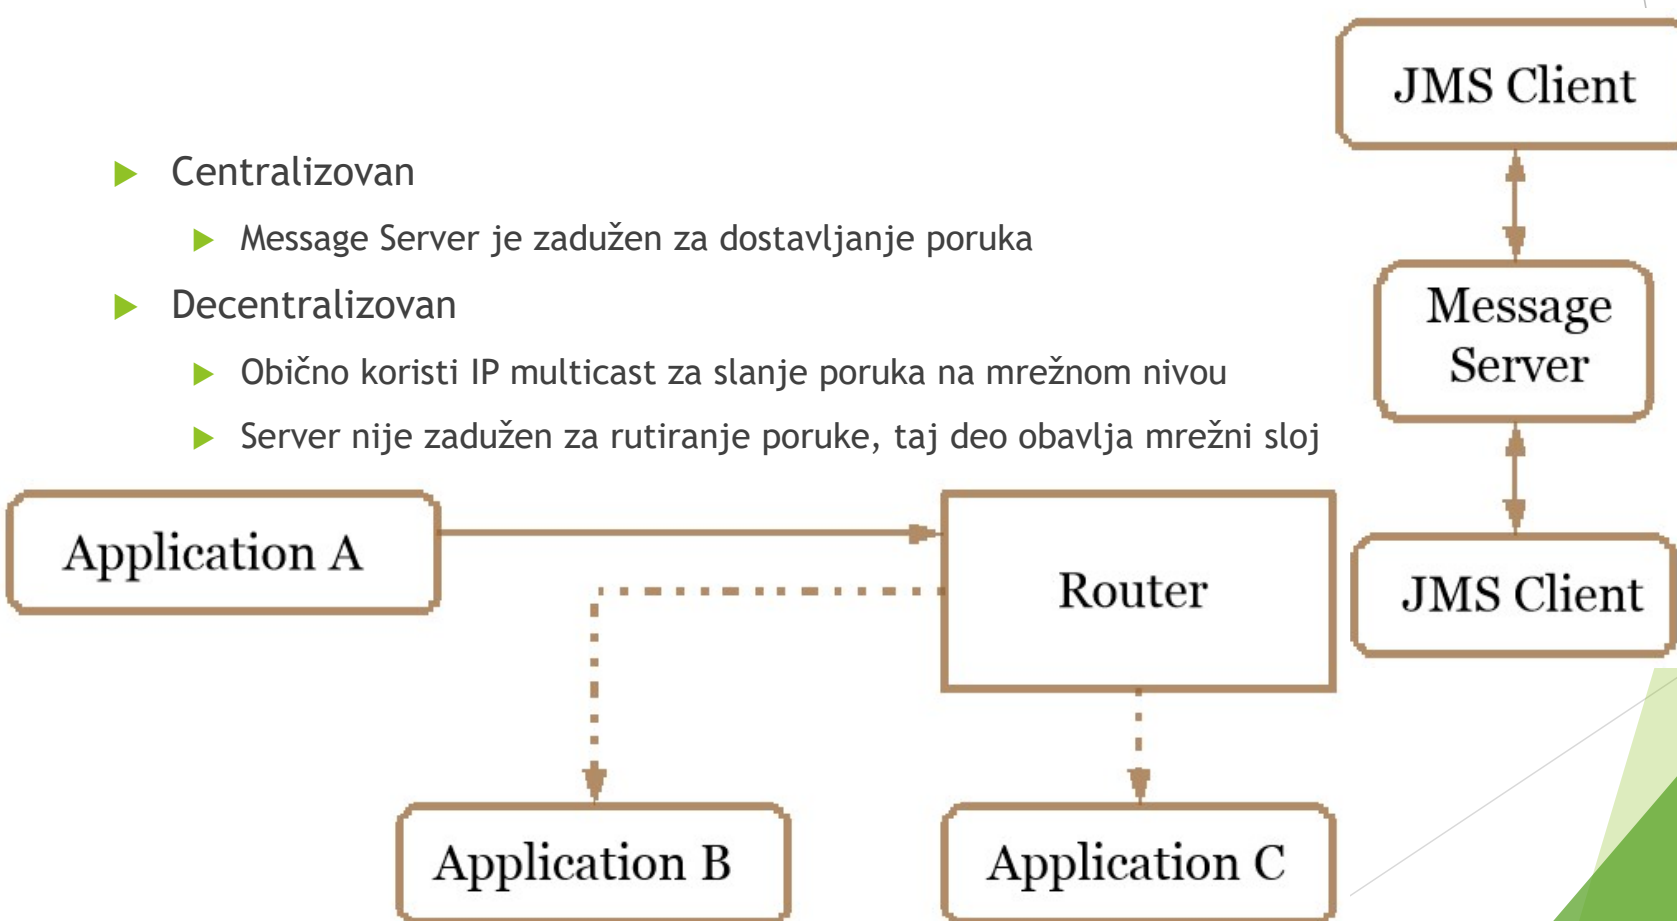 Centralizovan
Message Server je zadužen za dostavljanje poruka
Decentralizovan
Obično koristi IP multicast za slanje poruka na mrežnom nivou
Server nije zadužen za rutiranje poruke, taj deo obavlja mrežni sloj
JMS Client
Message
Server
JMS Client
Application A
Router
Application B
Application C